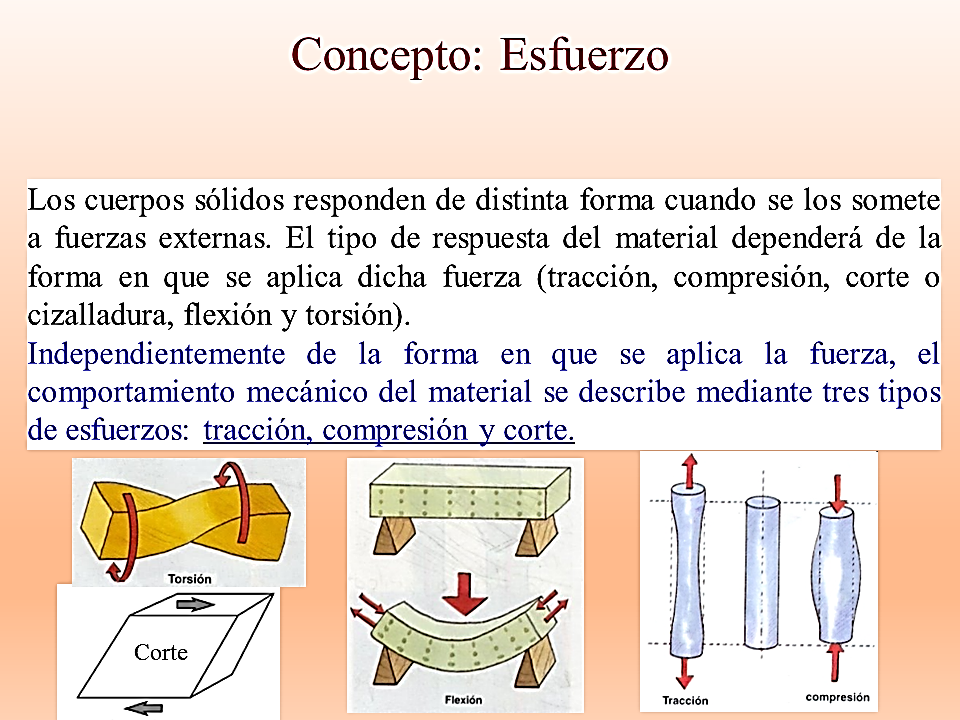 Concepto: Esfuerzo
Los cuerpos sólidos responden de distinta forma cuando se los somete
a fuerzas externas. El tipo de respuesta del material dependerá de la
forma en que se aplica dicha fuerza (tracción, compresión, corte o
cizalladura, flexión y torsión).
Independientemente de la forma en que se aplica la fuerza, el
comportamiento mecánico del material se describe mediante tres tipos
de esfuerzos: tracción, compresión y corte.
Torsión
Corte
Flexión
Tracción
compresión